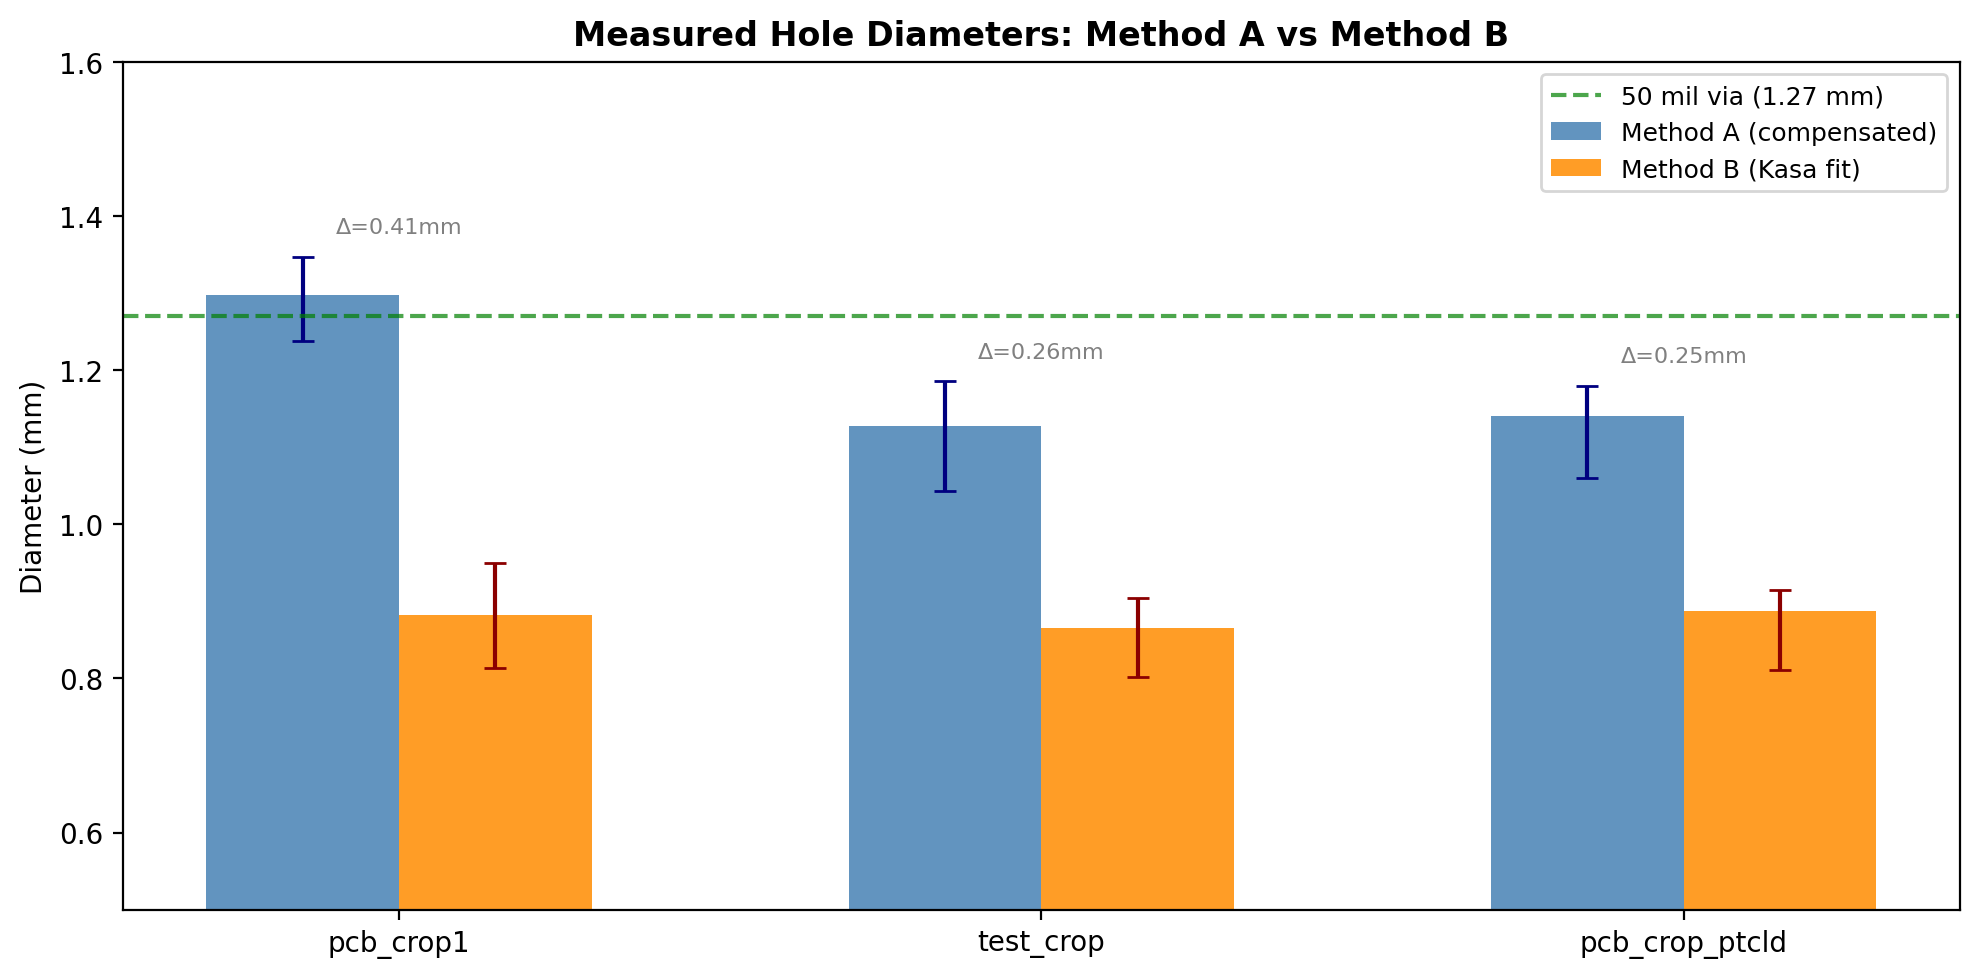 Measured Hole Diameters: Method A vs Method B
1.6
50 mil via (1.27 mm)
Method A (compensated)
Method B (Kasa fit)
1.4
Δ=0.41mm
Δ=0.26mm
Δ=0.25mm
1.2
1.0
0.8
0.6
Diameter (mm)
pcb_crop1
test_crop
pcb_crop_ptcld